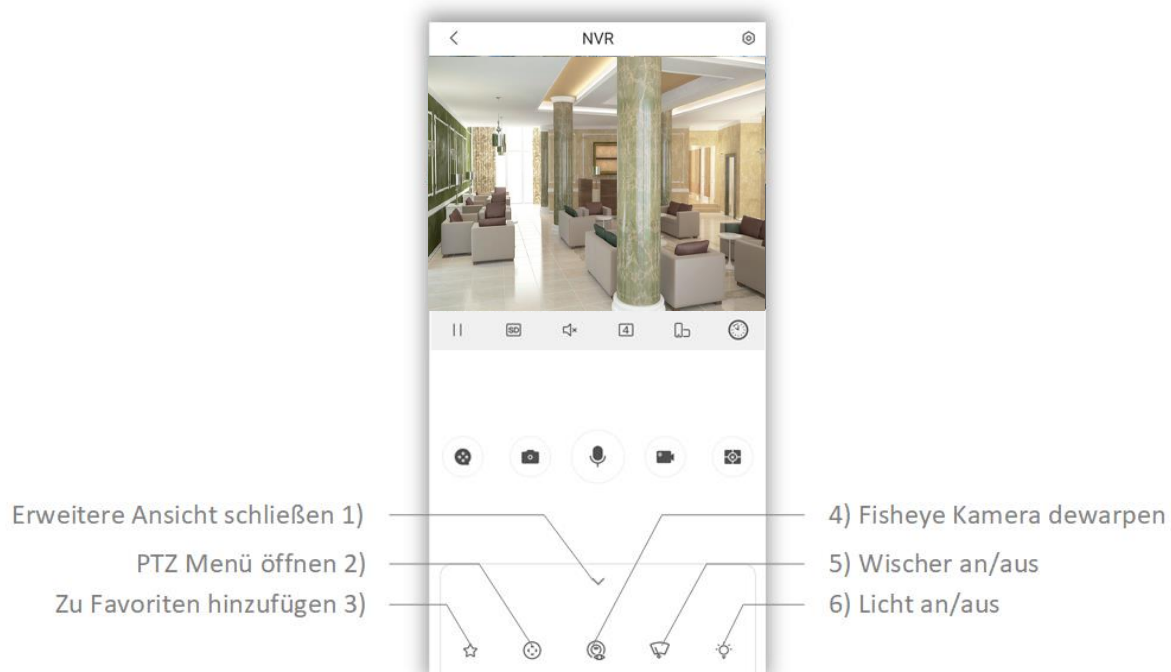 NVR
SD
4
Erweitere Ansicht schließen 1)
PTZ Menü öffnen 2)
Zu Favoriten hinzufügen 3)
4) Fisheye Kamera dewarpen
5) Wischer an/aus
6) Licht an/aus